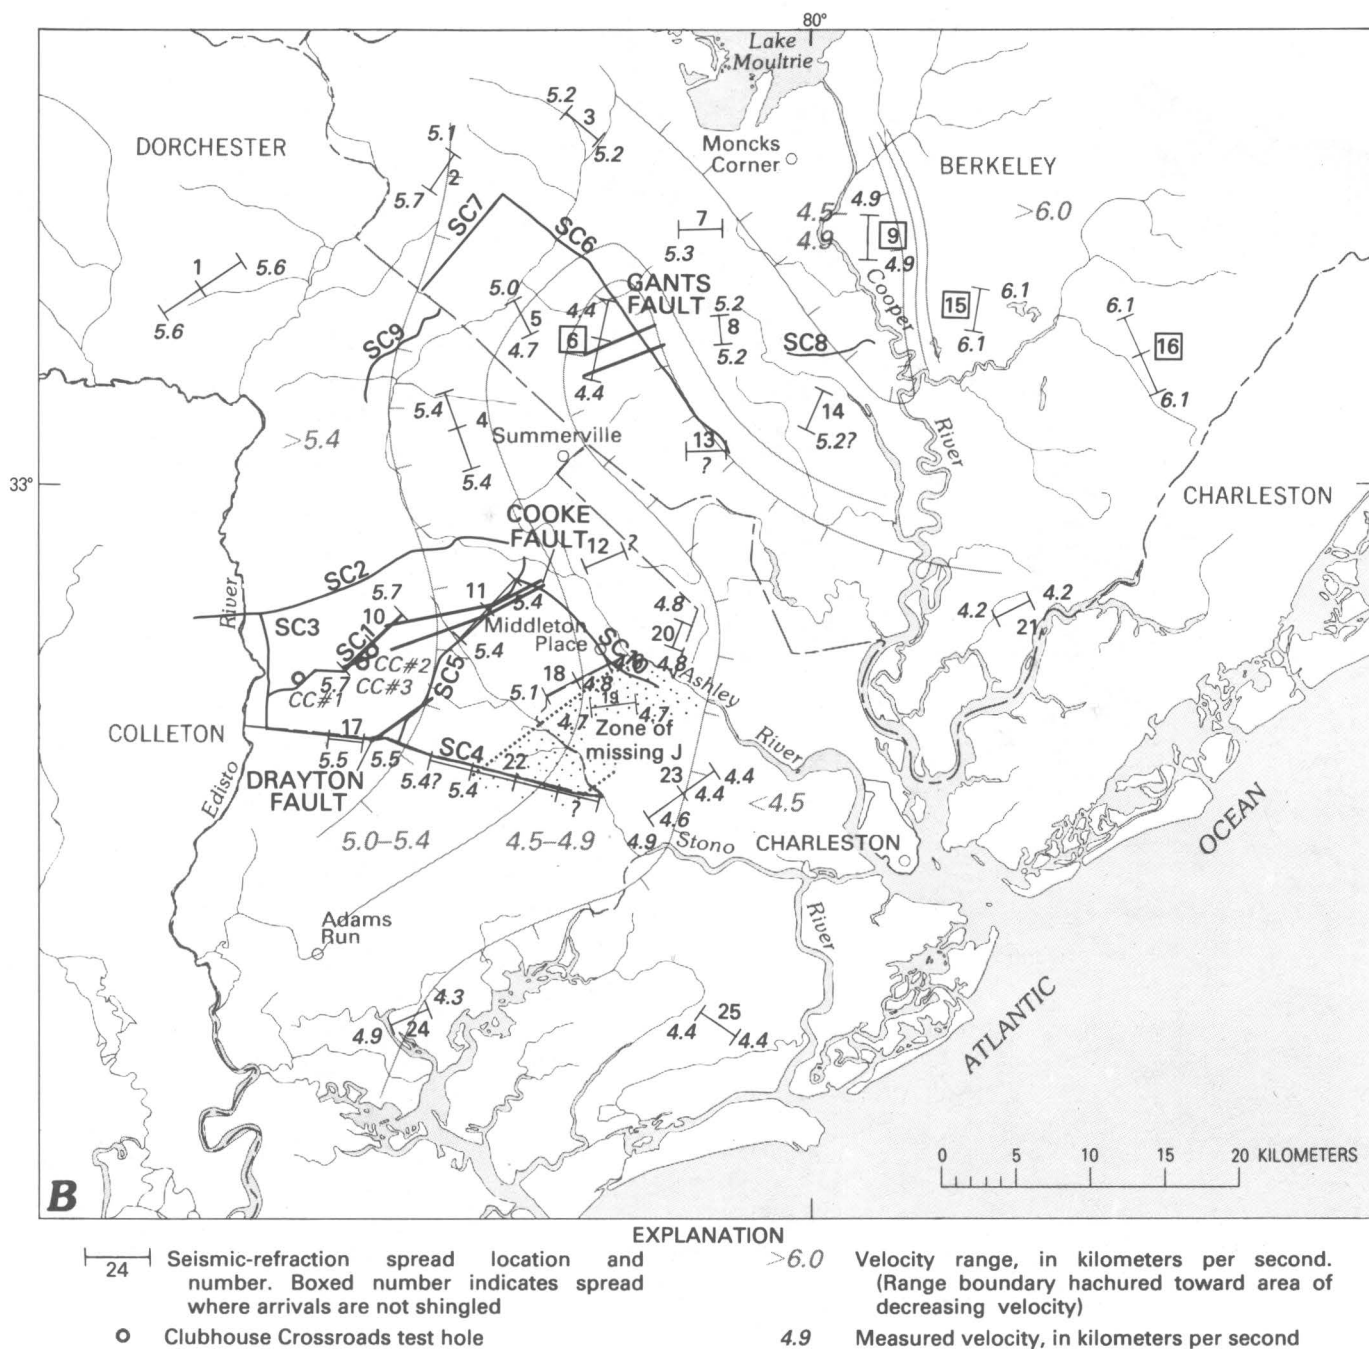 80°
Lake
Moultrie
5.2
3
5.2
DORCHESTER
5.1
2
5.7
Moncks
Corner
BERKELEY
>6.0
4.5–
4.9
4.9
9
4.9
SC7
SC6
7
5.3
1
5.6
5.6
GANTS
FAULT
Cooper
15
6.1
6.1
6.1
16
6.1
5.0
5
4.7
4.4
6
4.4
5.2
8
5.2
SC8
SC9
5.4
4
5.4
>5.4
Summerville
14
5.2?
13
?
River
33°
CHARLESTON
COOKE
FAULT
12
?
SC2
River
5.7
10
11
5.4
SC3
SC1
Middleton
Place
5.4
4.8
20
4.8
4.2
4.2
21
CC#2
CC#3
5.?
CC#1
SC5
18
5.1
4.8
19
4.7
4.7
Ashley
River
Zone of
missing J
COLLETON
17
5.5
5.5
SC4
5.4?
5.4
22
?
DRAYTON
FAULT
Edisto
23
4.4
4.4
4.6
<4.5
5.0–5.4
4.5–4.9
4.9
Stono
CHARLESTON
River
OCEAN
Adams
Run
4.3
4.9
24
25
4.4
4.4
ATLANTIC
0 5 10 15 20 KILOMETERS
B
EXPLANATION
24
Seismic-refraction spread location and
number. Boxed number indicates spread
where arrivals are not shingled
Clubhouse Crossroads test hole
>6.0 Velocity range, in kilometers per second.
(Range boundary hachured toward area of
decreasing velocity)
4.9 Measured velocity, in kilometers per second